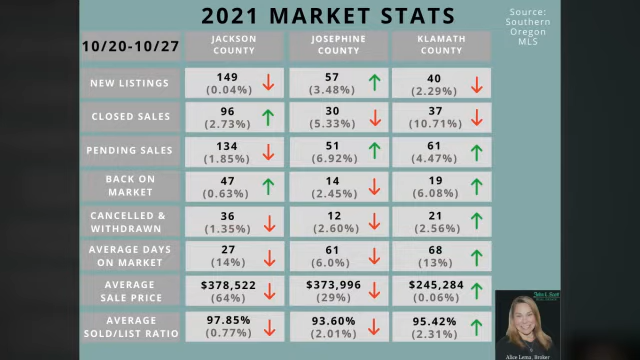 2021 MARKET STATS
Source:
Southern
Oregon
MLS
10/20-10/27
JACKSON
COUNTY
JOSEPHINE
COUNTY
KLAMATH
COUNTY
NEW LISTINGS
149
(0.04%)
57
(3.48%)
40
(2.29%)
CLOSED SALES
96
(2.73%)
30
(5.33%)
37
(10.71%)
PENDING SALES
134
(1.85%)
51
(6.92%)
61
(4.47%)
BACK ON
MARKET
47
(0.63%)
14
(2.45%)
19
(6.08%)
CANCELLED &
WITHDRAWN
36
(1.35%)
12
(2.60%)
21
(2.56%)
AVERAGE DAYS
ON MARKET
27
(14%)
61
(6.0%)
68
(13%)
AVERAGE
SALE PRICE
$378,522
(64%)
$373,996
(29%)
$245,284
(0.06%)
AVERAGE
SOLD/LIST RATIO
97.85%
(0.77%)
93.60%
(2.01%)
95.42%
(2.31%)
Alice Lema, Broker